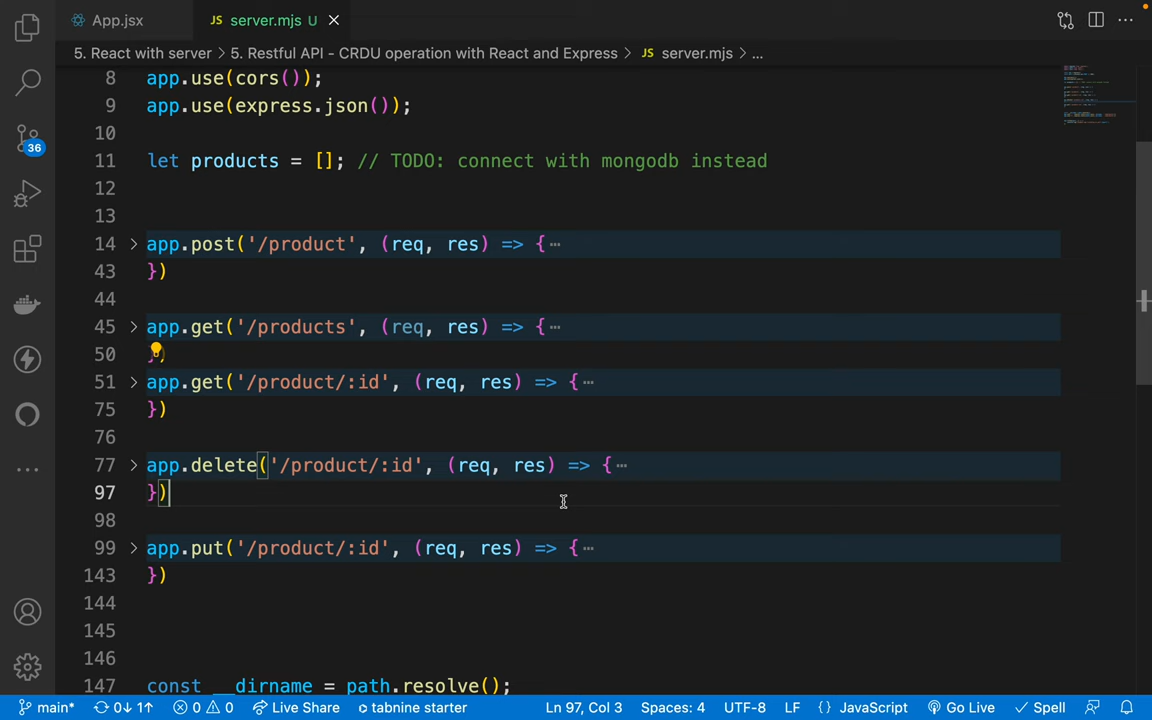 App.jsx
JS server.mjs U
5. React with server > 5. Restful API - CRDU operation with React and Express > JS server.mjs > ...
8 app.use(cors());
9 app.use(express.json());
10
11 let products = []; // TODO: connect with mongodb instead
12
13
14 app.post('/product', (req, res) => {⋯
43 })
44
45 app.get('/products', (req, res) => {⋯
50 })
51 app.get('/product/:id', (req, res) => {⋯
75 })
76
77 app.delete('/product/:id', (req, res) => {⋯
97 })
98
99 app.put('/product/:id', (req, res) => {⋯
143 })
144
145
146
147 const __dirname = path.resolve();
36
main* 0↓ 1↑ 0 0 Live Share tabnine starter Ln 97, Col 3 Spaces: 4 UTF-8 LF {} JavaScript Go Live Spell